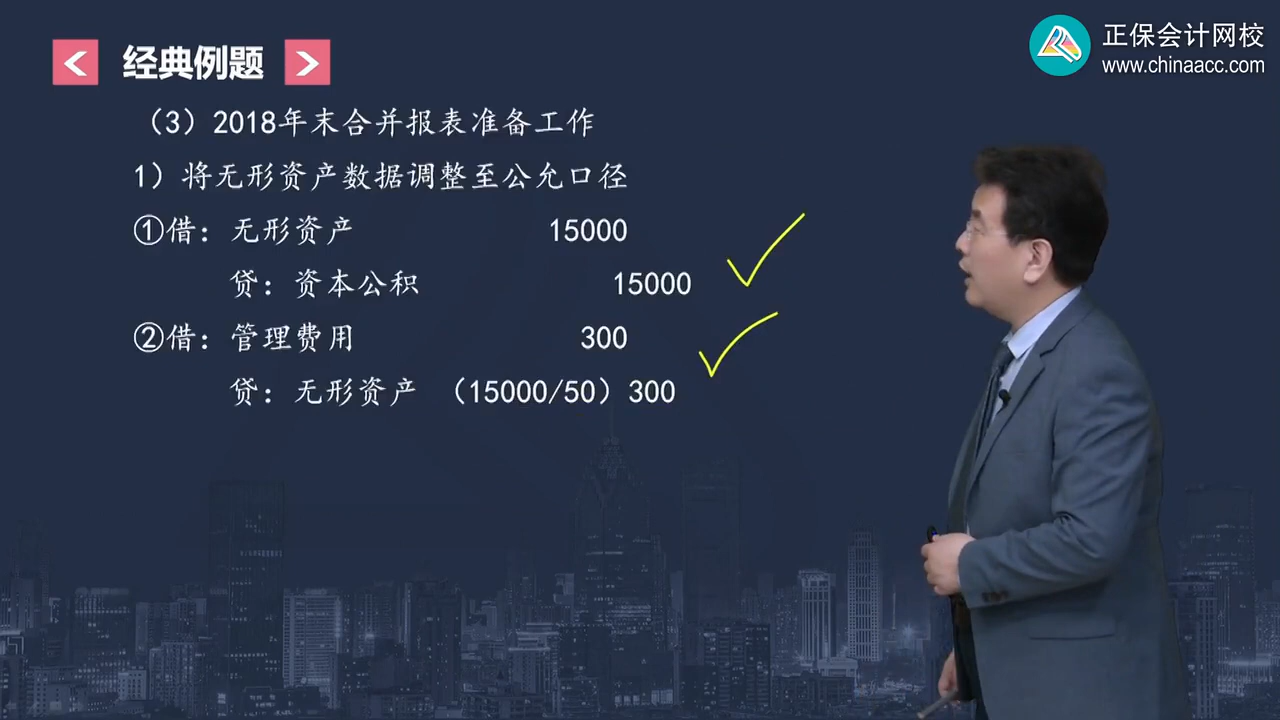 经典例题
正保会计网校
www.chinaacc.com
（3）2018年末合并报表准备工作
1）将无形资产数据调整至公允口径
①借：无形资产 15000
贷：资本公积 15000
②借：管理费用 300
贷：无形资产 （15000/50）300